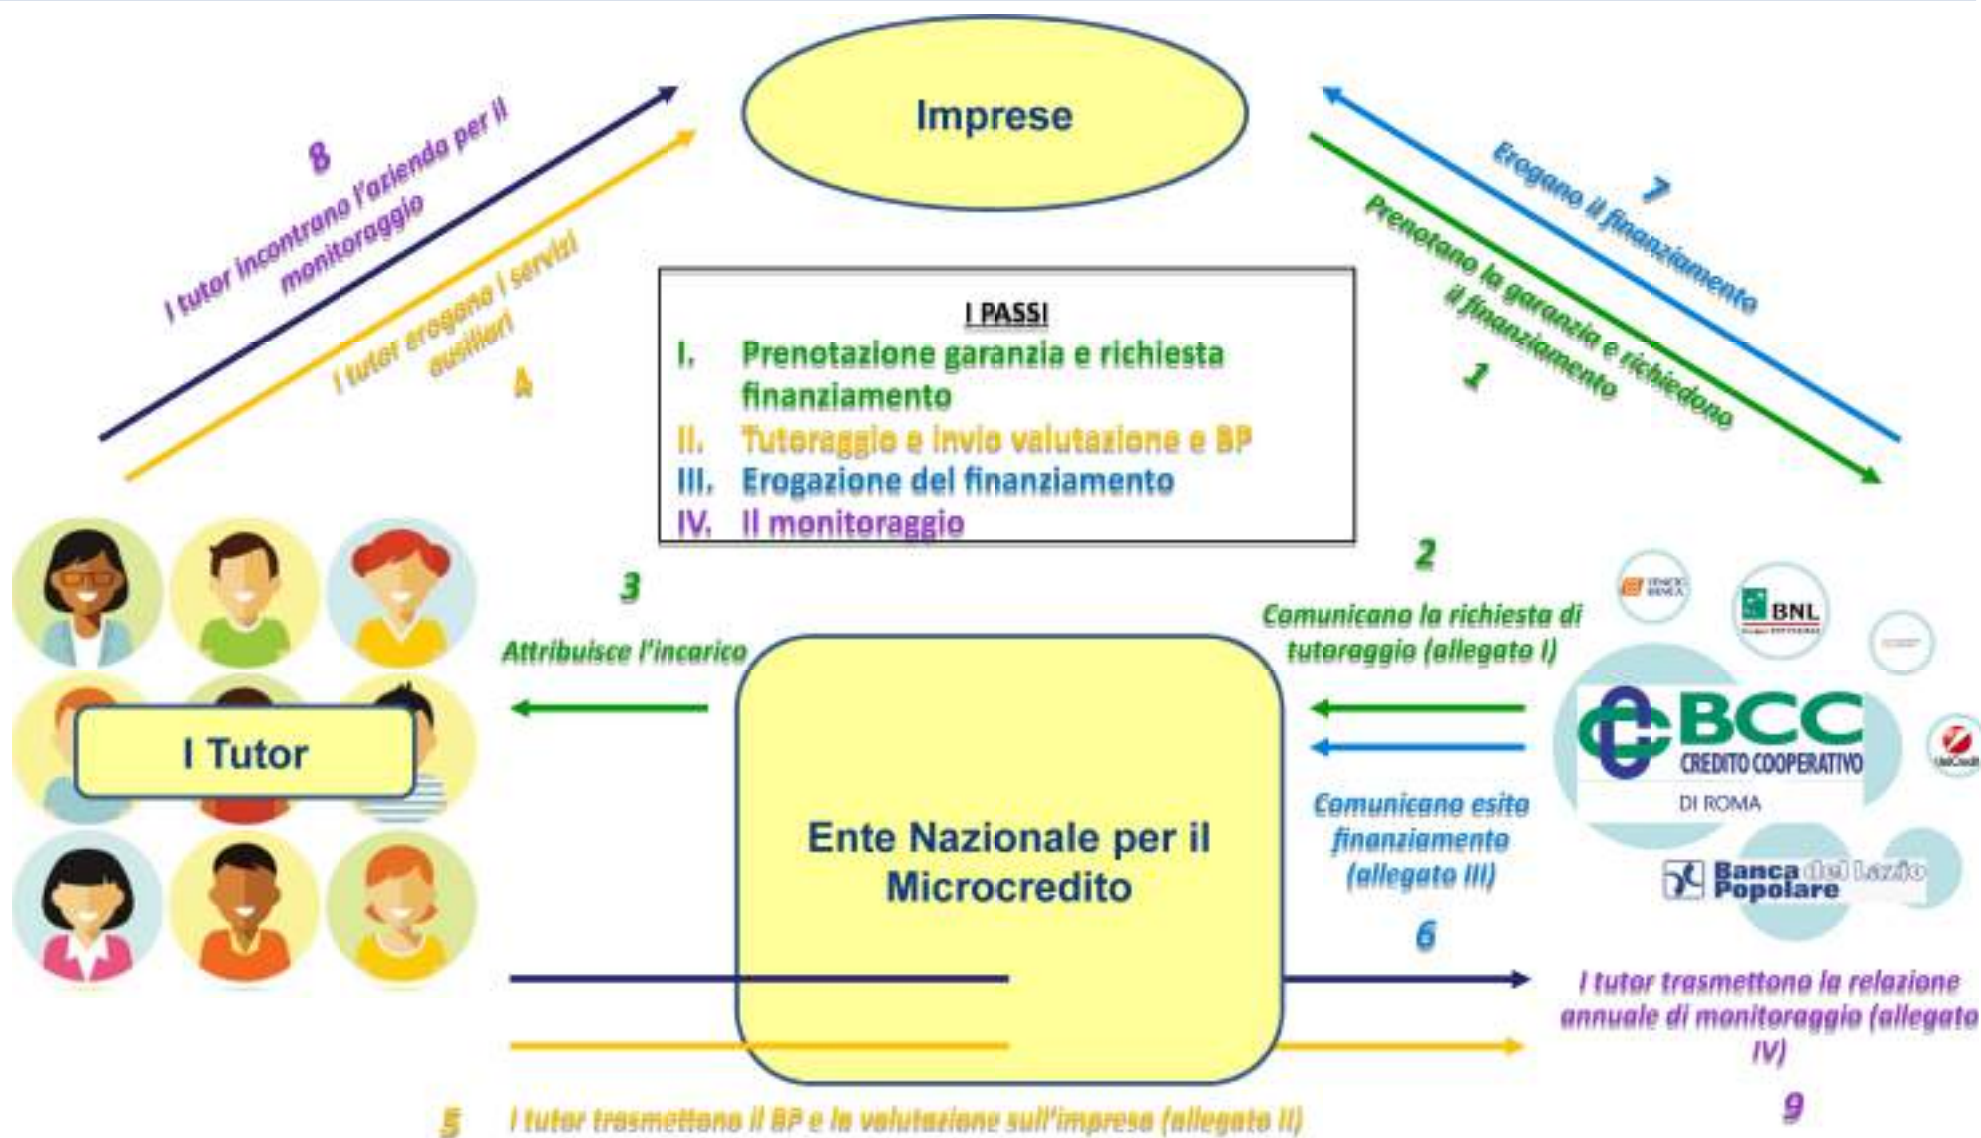 Imprese
8
I tutor incontrano l'azienda per il
monitoraggio
I tutor erogano i servizi
ausiliari
4
7
Erogano il finanziamento
Prenotano la garanzia e richiedono
il finanziamento
1
I PASSI
I. Prenotazione garanzia e richiesta
finanziamento
II. Tutoraggio e invio valutazione e BP
III. Erogazione del finanziamento
IV. Il monitoraggio
3
Attribuisce l'incarico
2
Comunicano la richiesta di
tutoraggio (allegato I)
I Tutor
Ente Nazionale per il
Microcredito
Comunicano esito
finanziamento
(allegato III)
6
BANCA
BNL
BCC
CREDITO COOPERATIVO
DI ROMA
UniCredit
Banca del Lazio
Popolare
I tutor trasmettono la relazione
annuale di monitoraggio (allegato
IV)
9
5 I tutor trasmettono il BP e la valutazione sull'impresa (allegato II)